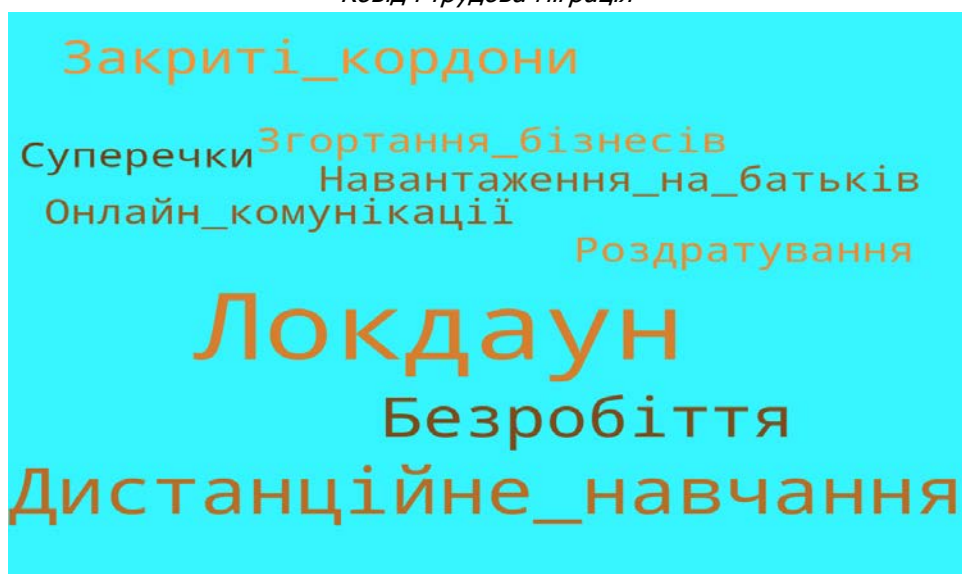 Закриті_кордони
Згортання_бізнесів
Суперечки
Навантаження_на_батьків
Онлайн_комунікації
Роздратування
Локдаун
Безробіття
Дистанційне_навчання